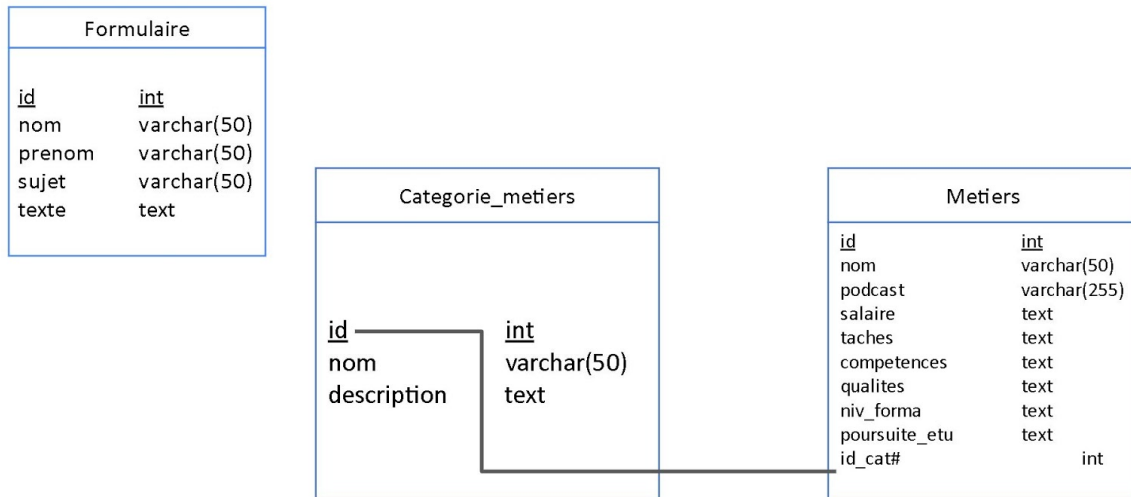 Formulaire
id int
nom varchar(50)
prenom varchar(50)
sujet varchar(50)
texte text
Categorie_metiers
id int
nom varchar(50)
description text
Metiers
id int
nom varchar(50)
podcast varchar(255)
salaire text
taches text
competences text
qualites text
niv_forma text
poursuite_etu text
id_cat# int